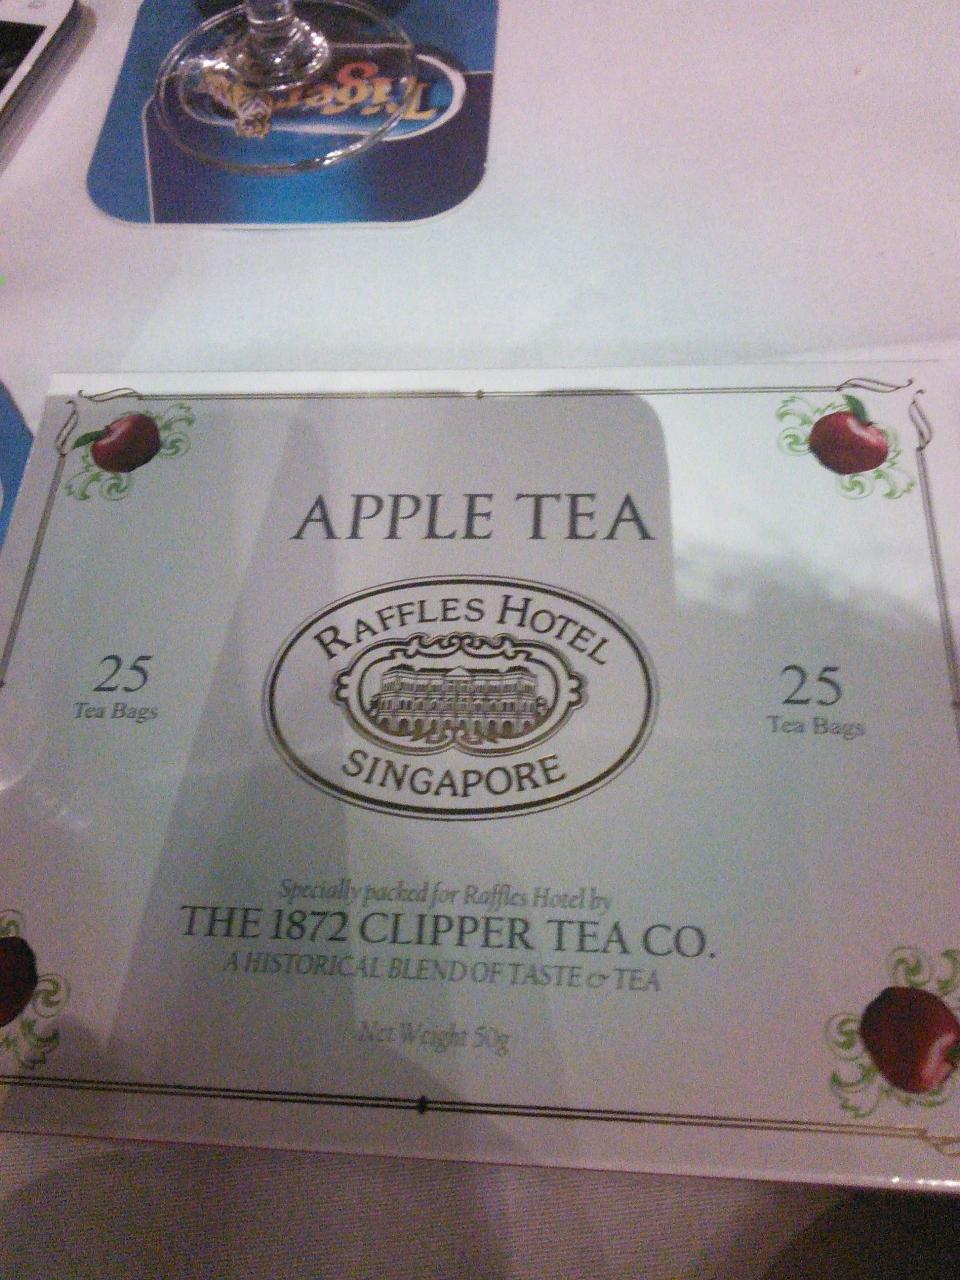 Tiger
APPLE TEA
RAFFLES HOTEL
SINGAPORE
25
Tea Bags
25
Tea Bags
Specially packed for Raffles Hotel by
THE 1872 CLIPPER TEA CO.
A HISTORICAL BLEND OF TASTE & TEA
Net Weight 50g